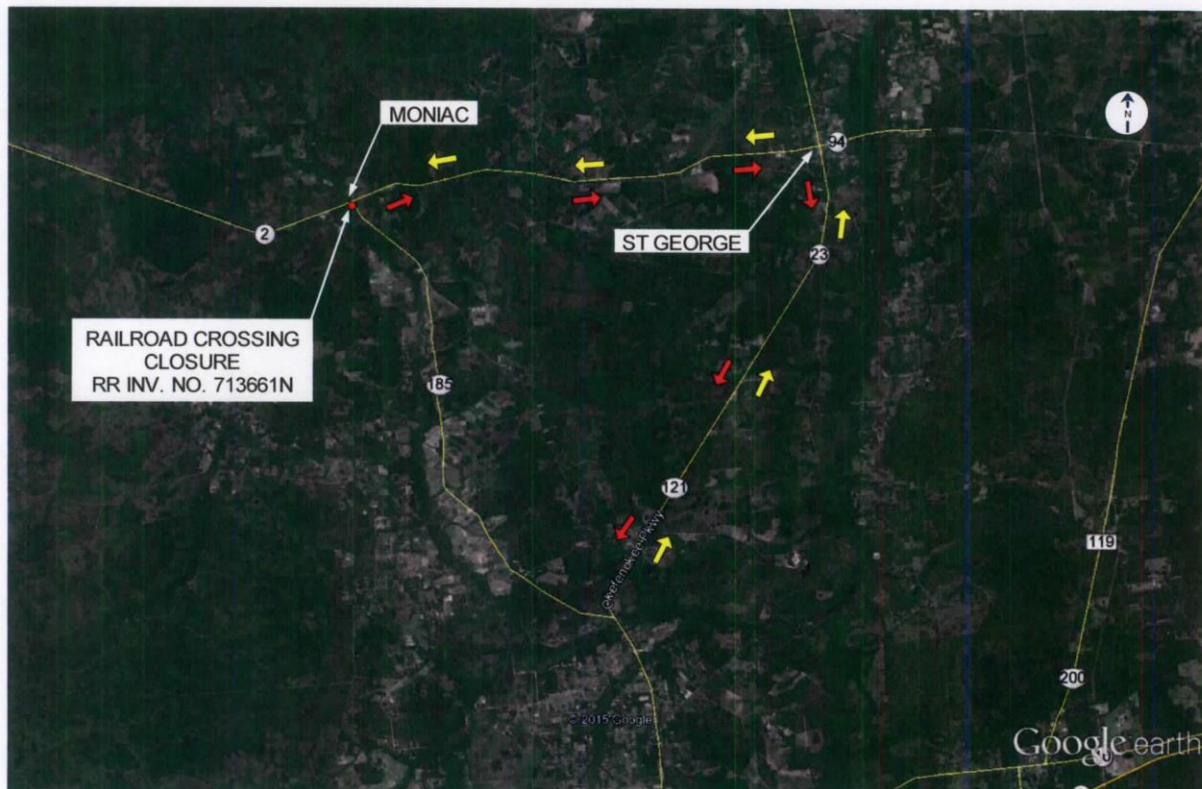 MONIAC
N
94
ST GEORGE
2
23
RAILROAD CROSSING
CLOSURE
RR INV. NO. 713661N
185
121
Okefenokee Pkwy
119
200
© 2015 Google
Google earth